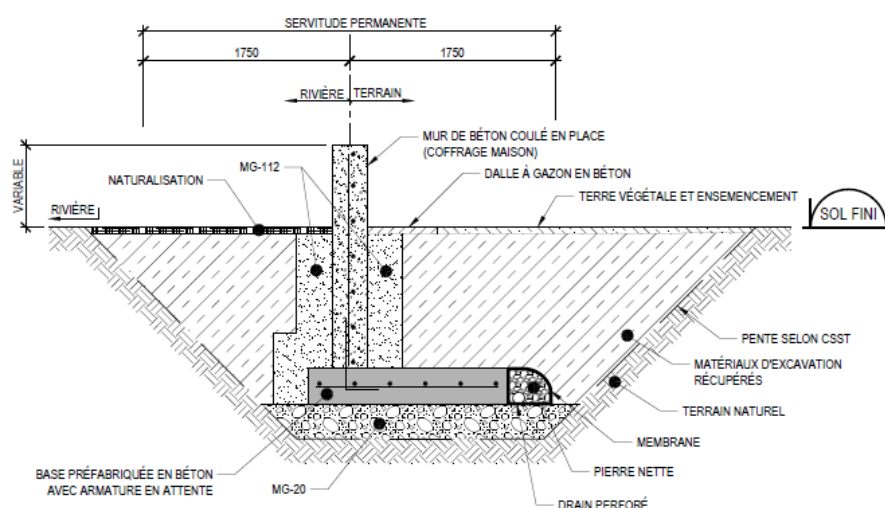 SERVITUDE PERMANENTE
1750
1750
RIVIÈRE
TERRAIN
MUR DE BÉTON COULÉ EN PLACE
(COFFRAGE MAISON)
VARIABLE
MG-112
DALLE À GAZON EN BÉTON
NATURALISATION
TERRE VÉGÉTALE ET ENSEMENCEMENT
RIVIÈRE
SOL FINI
PENTE SELON CSST
MATÉRIAUX D'EXCAVATION
RÉCUPÉRÉS
TERRAIN NATUREL
MEMBRANE
BASE PRÉFABRIQUÉE EN BÉTON
AVEC ARMATURE EN ATTENTE
MG-20
PIERRE NETTE
DRAIN PERFORÉ